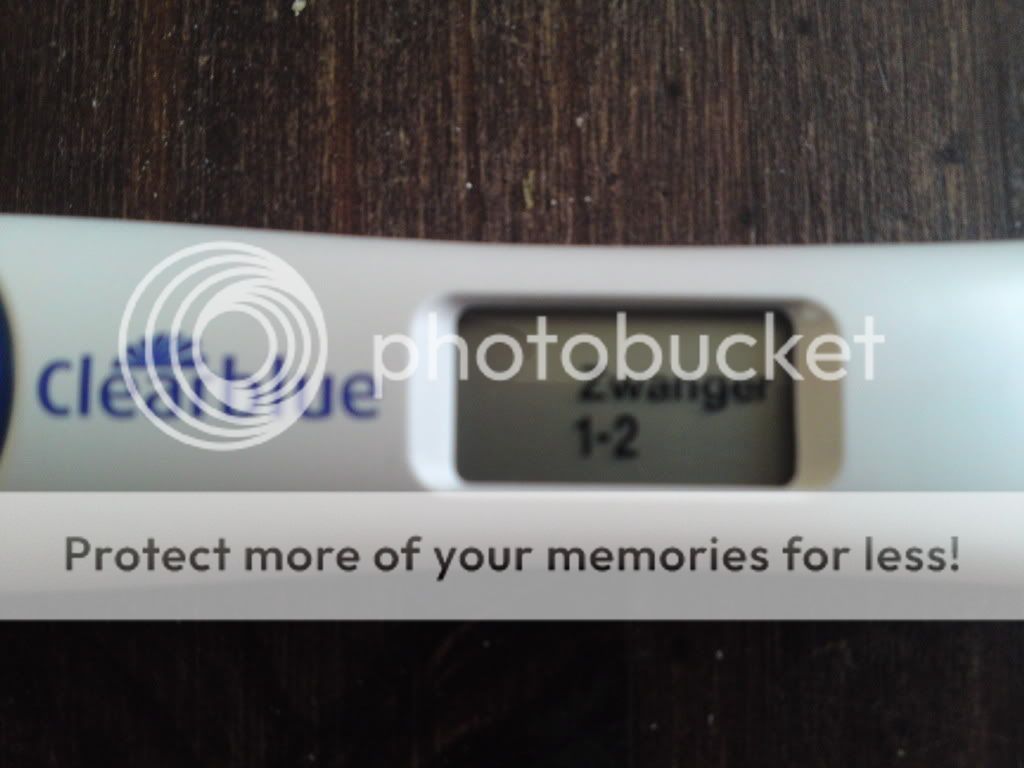 photobucket
clearblue
Zwanger
1-2
Protect more of your memories for less!